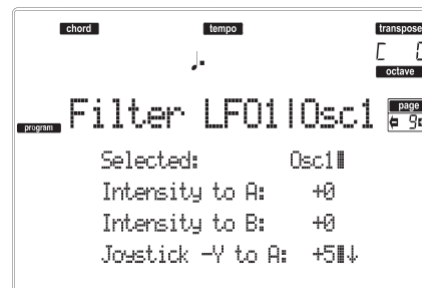 chord tempo transpose
octave
program Filter LFO1|Osc1 page
9
Selected: Osc1
Intensity to A: +0
Intensity to B: +0
Joystick -Y to A: +5↓